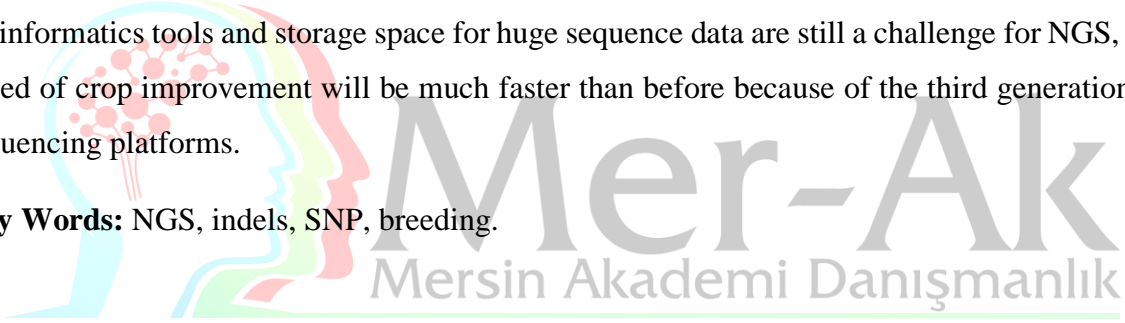 informatics tools and storage space for huge sequence data are still a challenge for NGS,
ed of crop improvement will be much faster than before because of the third generation
uencing platforms.
y Words: NGS, indels, SNP, breeding.
Mer-Ak
Mersin Akademi Danışmanlık